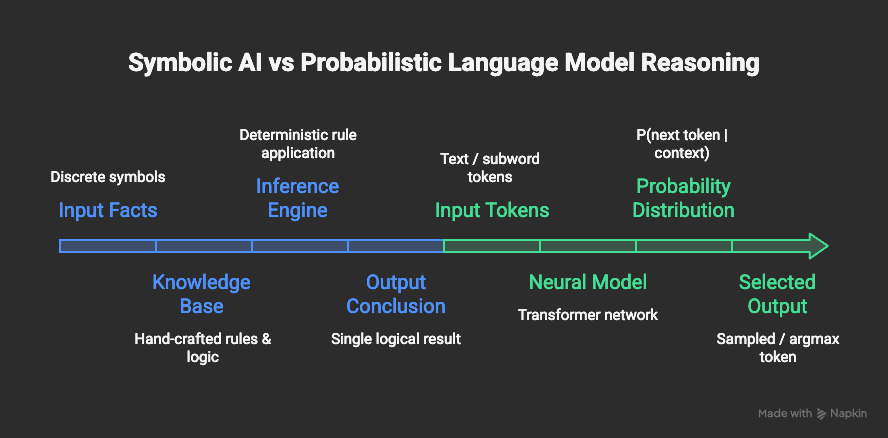 Symbolic AI vs Probabilistic Language Model Reasoning
Discrete symbols
Input Facts
Knowledge
Base
Hand-crafted rules &
logic
Deterministic rule
application
Inference
Engine
Output
Conclusion
Single logical result
Text / subword
tokens
Input Tokens
Neural Model
Transformer network
P(next token |
context)
Probability
Distribution
Selected
Output
Sampled / argmax
token
Made with Napkin